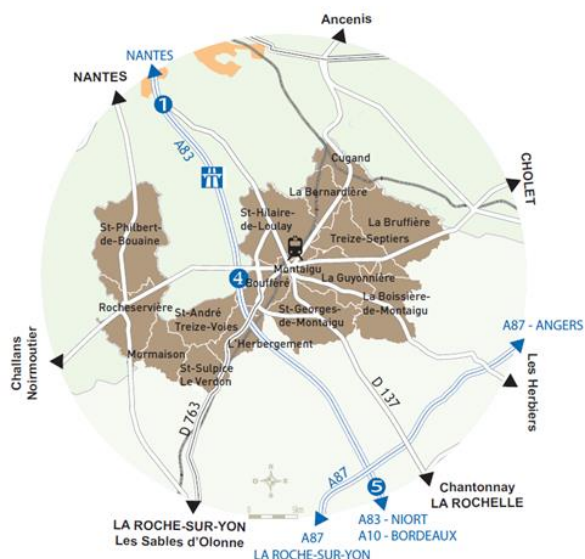 Ancenis
NANTES
NANTES
1
A83
CHOLET
Cugand
La Bernardière
St-Hilaire-
de-Loulay
La Bruffière
St-Philbert-
de-Bouaine
Treize-Septiers
Montaigu
4
Boufféré
La Guyonnière
La Boissière-
de-Montaigu
Rocheservière
St-André
Treize-Voies
St-Georges-
de-Montaigu
L'Herbergement
Mormaison
St-Sulpice
Le Verdon
A87 - ANGERS
Challans
Noirmoutier
Les Herbiers
D 763
D 137
A87
5
Chantonnay
LA ROCHELLE
LA ROCHE-SUR-YON
Les Sables d'Olonne
A87
LA ROCHE-SUR-YON
A83 - NIORT
A10 - BORDEAUX